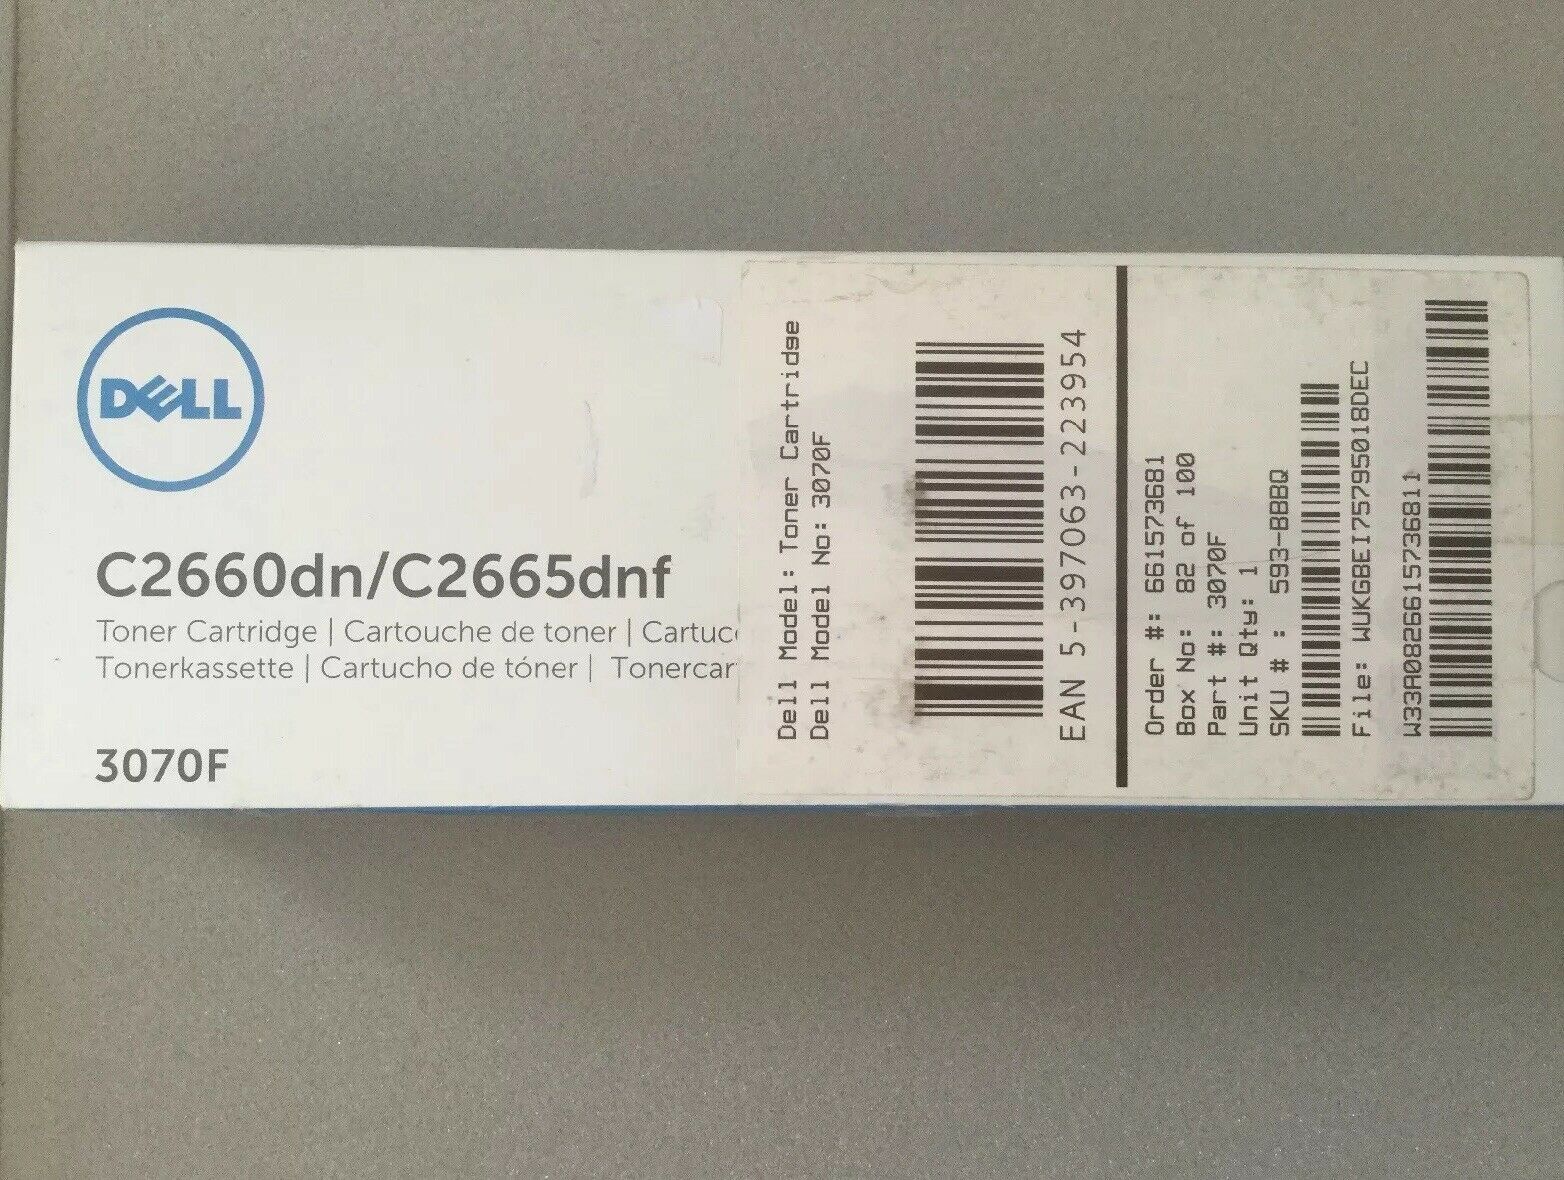 DELL
C2660dn/C2665dnf
Toner Cartridge | Cartouche de toner | Cartuc
Tonerkassette | Cartucho de tóner | Tonercar
3070F
Dell Model: Toner Cartridge
Dell Model No: 3070F
EAN 5-397063-223954
Order #: 661573681
Box No: 82 of 100
Part #: 3070F
Unit Qty: 1
SKU # : 593-BBBQ
File: WUKGBBEI75795018DEC
W33A0826615736811